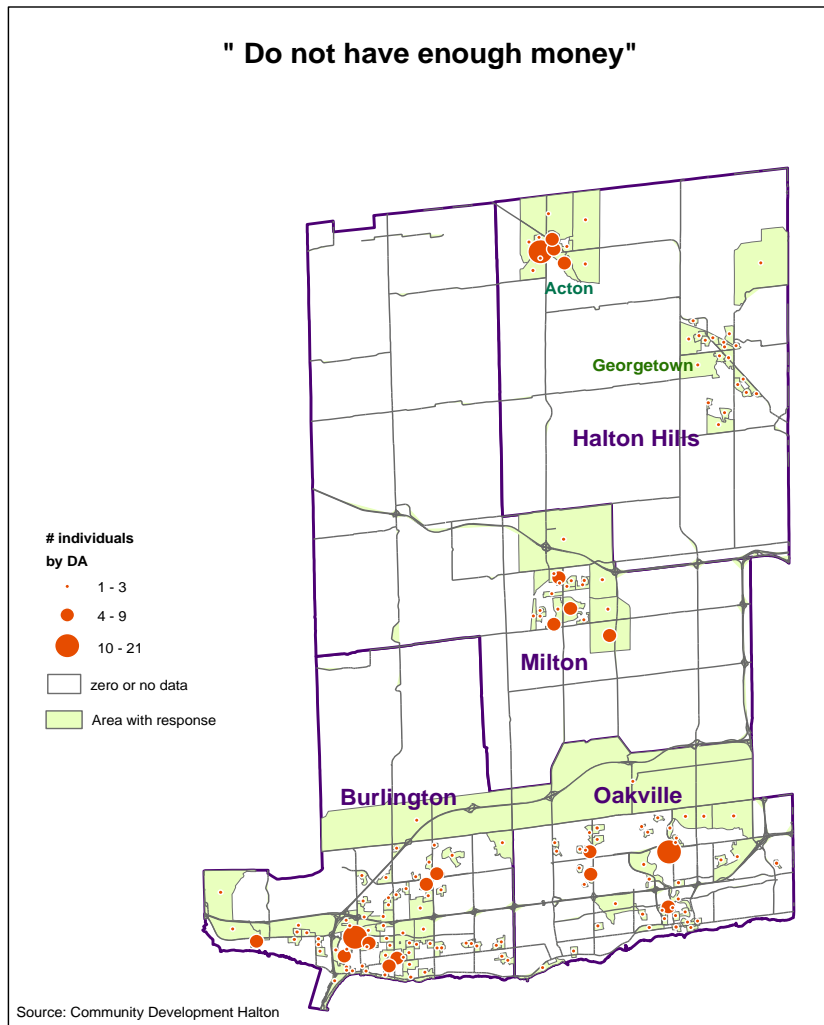 " Do not have enough money"
Acton
Georgetown
Halton Hills
# individuals
by DA
1 - 3
4 - 9
10 - 21
zero or no data
Area with response
Milton
Burlington
Oakville
Source: Community Development Halton